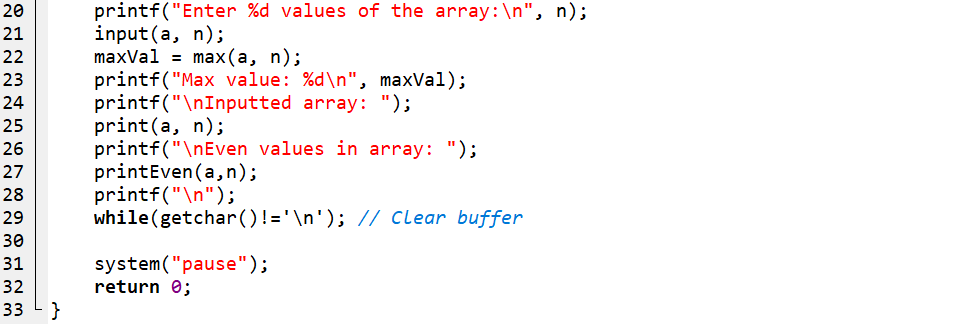 20 printf("Enter %d values of the array:\n", n);
21 input(a, n);
22 maxVal = max(a, n);
23 printf("Max value: %d\n", maxVal);
24 printf("\nInputted array: ");
25 print(a, n);
26 printf("\nEven values in array: ");
27 printEven(a,n);
28 printf("\n");
29 while(getchar()!='\n'); // Clear buffer
30
31 system("pause");
32 return 0;
33 }